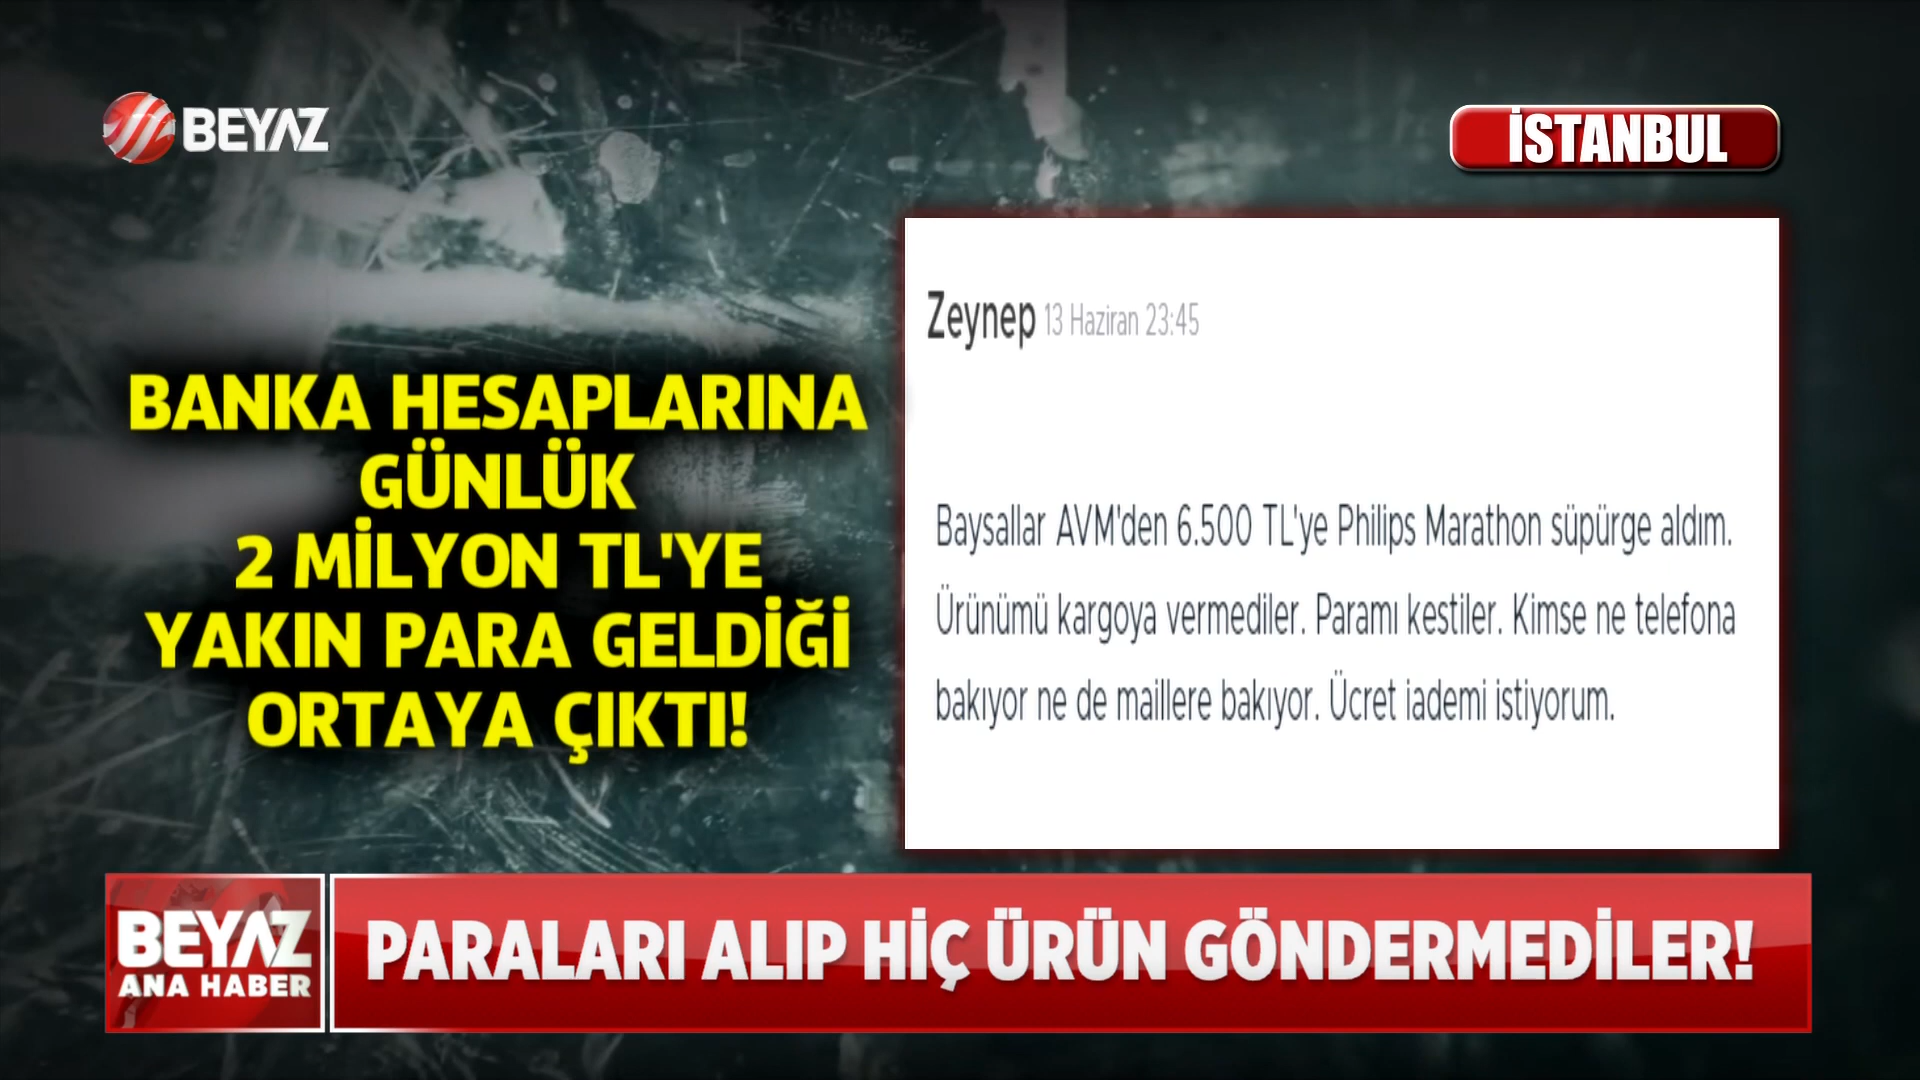 BEYAZ
İSTANBUL
BANKA HESAPLARINA
GÜNLÜK
2 MİLYON TL'YE
YAKIN PARA GELDİĞİ
ORTAYA ÇIKTI!
Zeynep 13 Haziran 23:45
Baysallar AVM'den 6.500 TL'ye Philips Marathon süpürge aldım.
Ürünümü kargoya vermediler. Paramı kestiler. Kimse ne telefona
bakıyor ne de maillere bakıyor. Ücret iademi istiyorum.
BEYAZ
ANA HABER
PARALARI ALIP HİÇ ÜRÜN GÖNDERMEDİLER!